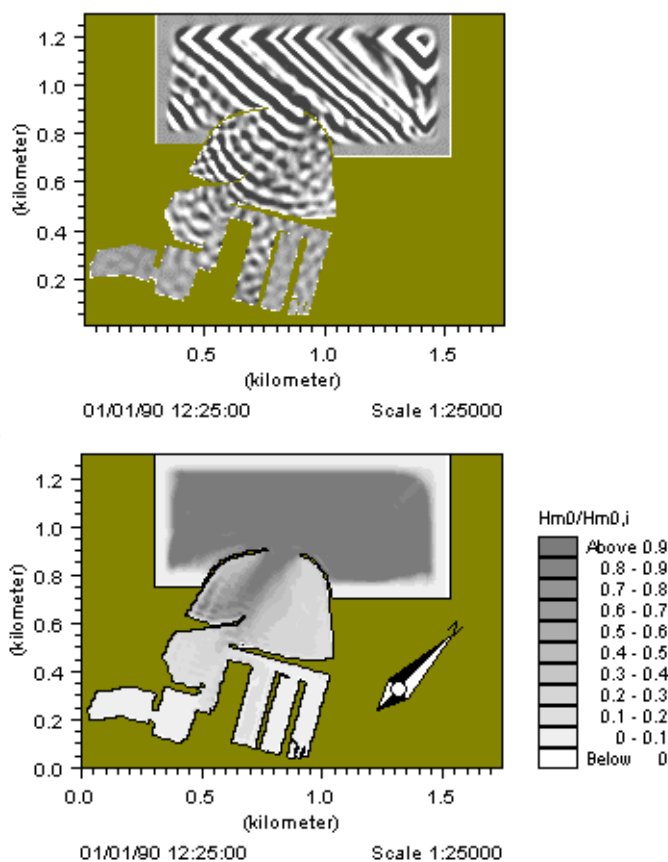 1.2
1.0
0.8
0.6
0.4
0.2
(kilometer)
0.5 1.0 1.5
(kilometer)
01/01/90 12:25:00 Scale 1:25000
1.2
1.0
0.8
0.6
0.4
0.2
0.0
(kilometer)
N
0.0 0.5 1.0 1.5
(kilometer)
01/01/90 12:25:00 Scale 1:25000
Hm0/Hm0,i
Above 0.9
0.8 - 0.9
0.7 - 0.8
0.6 - 0.7
0.5 - 0.6
0.4 - 0.5
0.3 - 0.4
0.2 - 0.3
0.1 - 0.2
0 - 0.1
Below 0